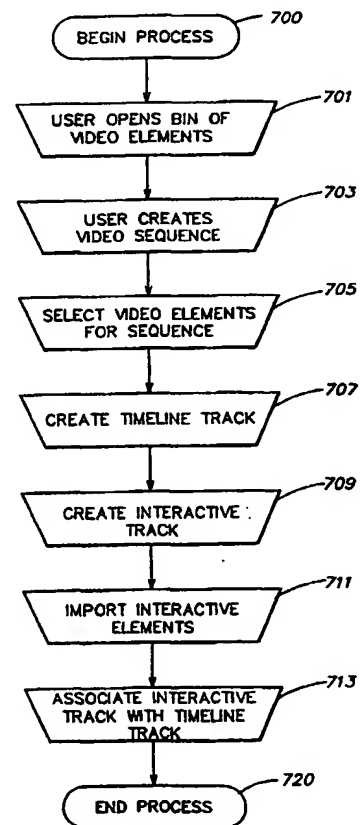 700
BEGIN PROCESS
701
USER OPENS BIN OF
VIDEO ELEMENTS
703
USER CREATES
VIDEO SEQUENCE
705
SELECT VIDEO ELEMENTS
FOR SEQUENCE
707
CREATE TIMELINE TRACK
709
CREATE INTERACTIVE
TRACK
711
IMPORT INTERACTIVE
ELEMENTS
713
ASSOCIATE INTERACTIVE
TRACK WITH TIMELINE
TRACK
720
END PROCESS